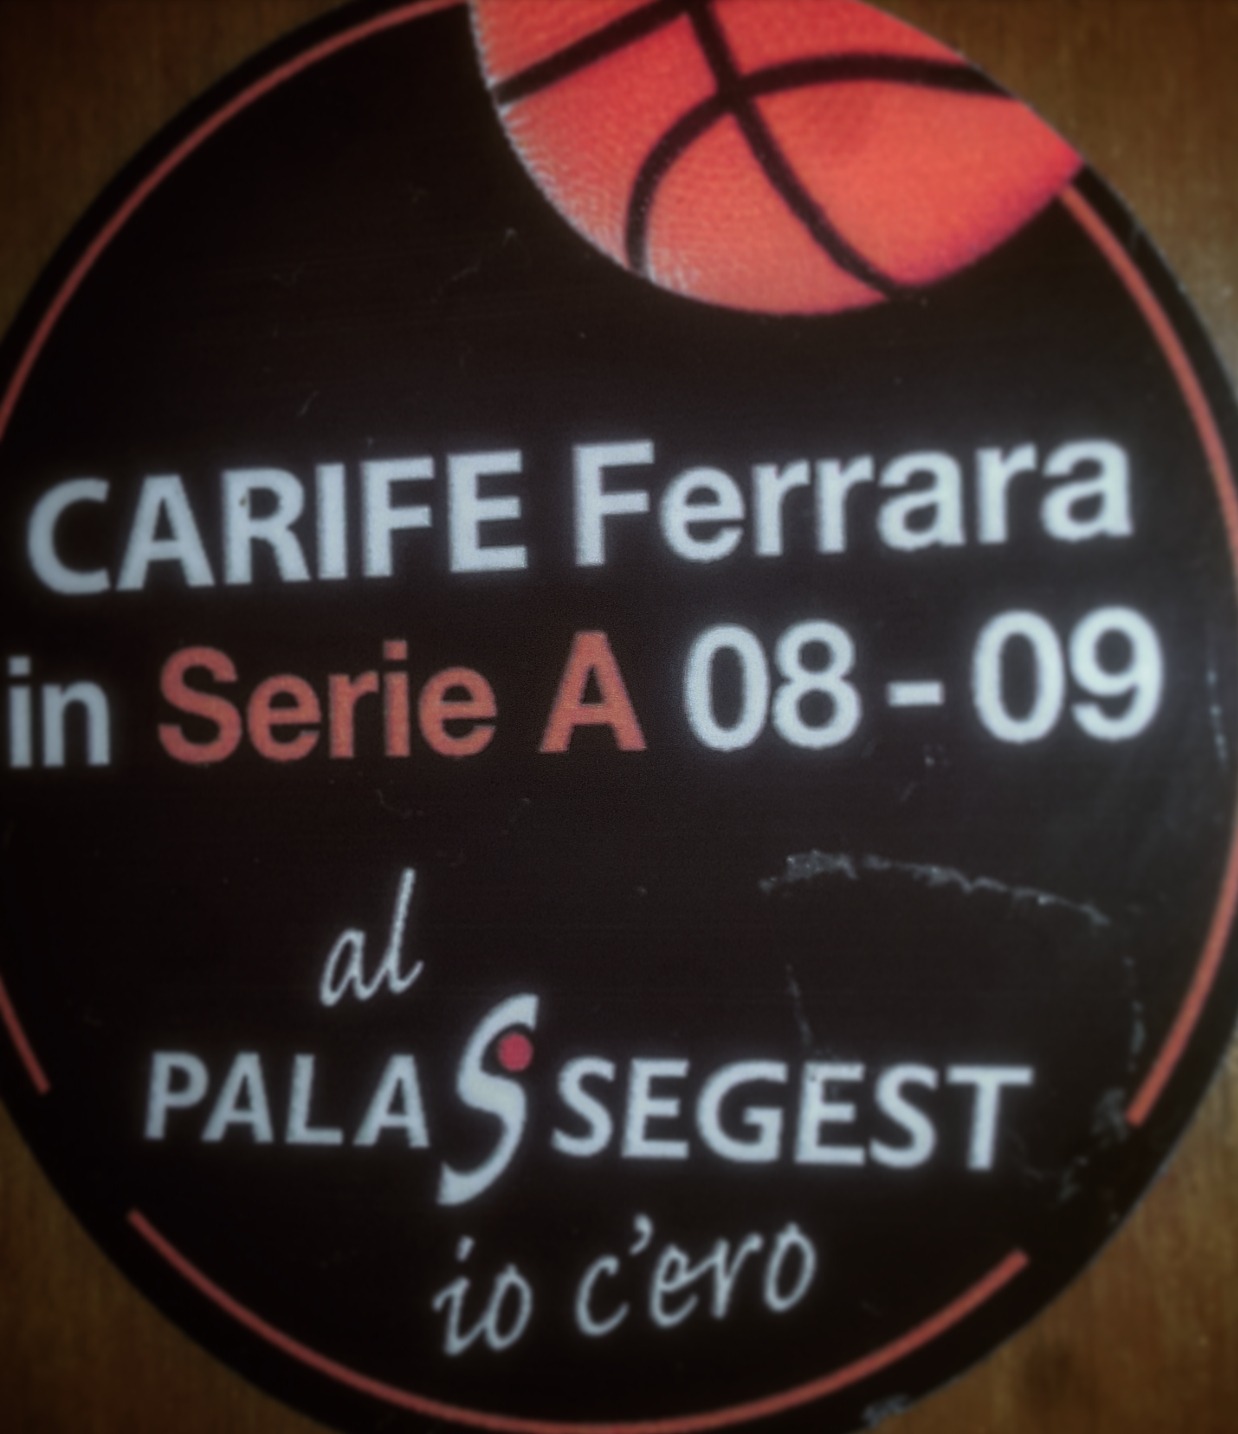 CARIFE Ferrara
in Serie A 08 - 09
al
PALA S SEGEST
io c'ero